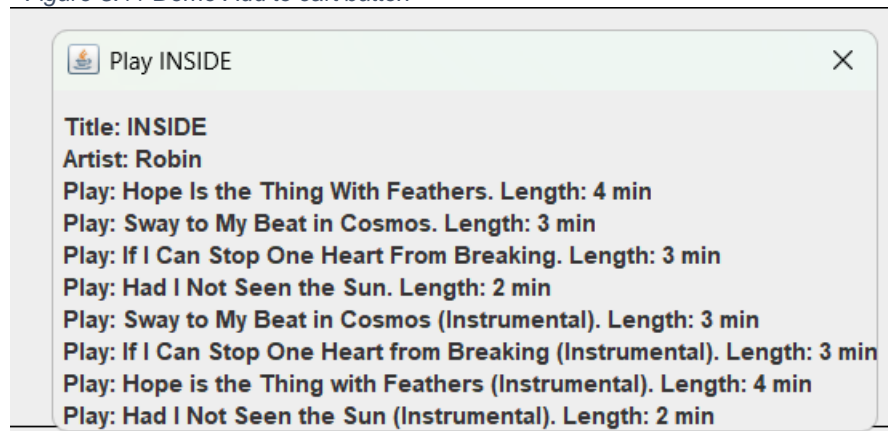 Play INSIDE
Title: INSIDE
Artist: Robin
Play: Hope Is the Thing With Feathers. Length: 4 min
Play: Sway to My Beat in Cosmos. Length: 3 min
Play: If I Can Stop One Heart From Breaking. Length: 3 min
Play: Had I Not Seen the Sun. Length: 2 min
Play: Sway to My Beat in Cosmos (Instrumental). Length: 3 min
Play: If I Can Stop One Heart from Breaking (Instrumental). Length: 3 min
Play: Hope is the Thing with Feathers (Instrumental). Length: 4 min
Play: Had I Not Seen the Sun (Instrumental). Length: 2 min